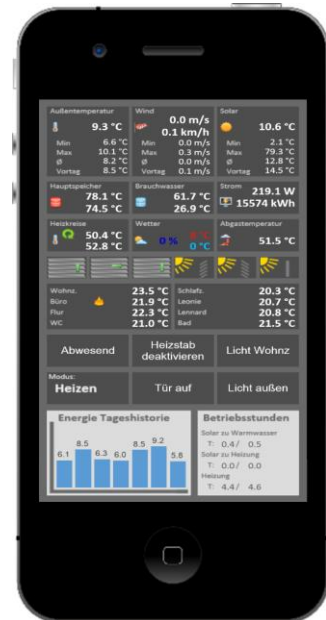 Außentemperatur
9.3 °C
Min 6.6 °C
Max 10.1 °C
Ø 8.2 °C
Vortag 8.5 °C
Wind
0.0 m/s
0.1 km/h
Min 0.0 m/s
Max 0.3 m/s
Ø 0.0 m/s
Vortag 0.1 m/s
Solar
10.6 °C
Min 2.1 °C
Max 79.3 °C
Ø 12.8 °C
Vortag 14.5 °C
Hauptspeicher
78.1 °C
74.5 °C
Brauchwasser
61.7 °C
26.9 °C
Strom 219.1 W
15574 kWh
Heizkreise
50.4 °C
52.8 °C
Wetter
0 % 8 °C
0 °C
Abgastemperatur
51.5 °C
Wohnz. 23.5 °C Schlafz. 20.3 °C
Büro 21.9 °C Leonie 20.7 °C
Flur 22.3 °C Lennard 20.8 °C
WC 21.0 °C Bad 21.5 °C
Abwesend
Heizstab
deaktivieren
Licht Wohnz
Modus:
Heizen
Tür auf
Licht außen
Energie Tageshistorie
6.1 8.5 6.3 6.0 8.5 9.2 5.8
Betriebsstunden
Solar zu Warmwasser
T: 0.4/ 0.5
Solar zu Heizung
T: 0.0/ 0.0
Heizung
T: 4.4/ 4.6